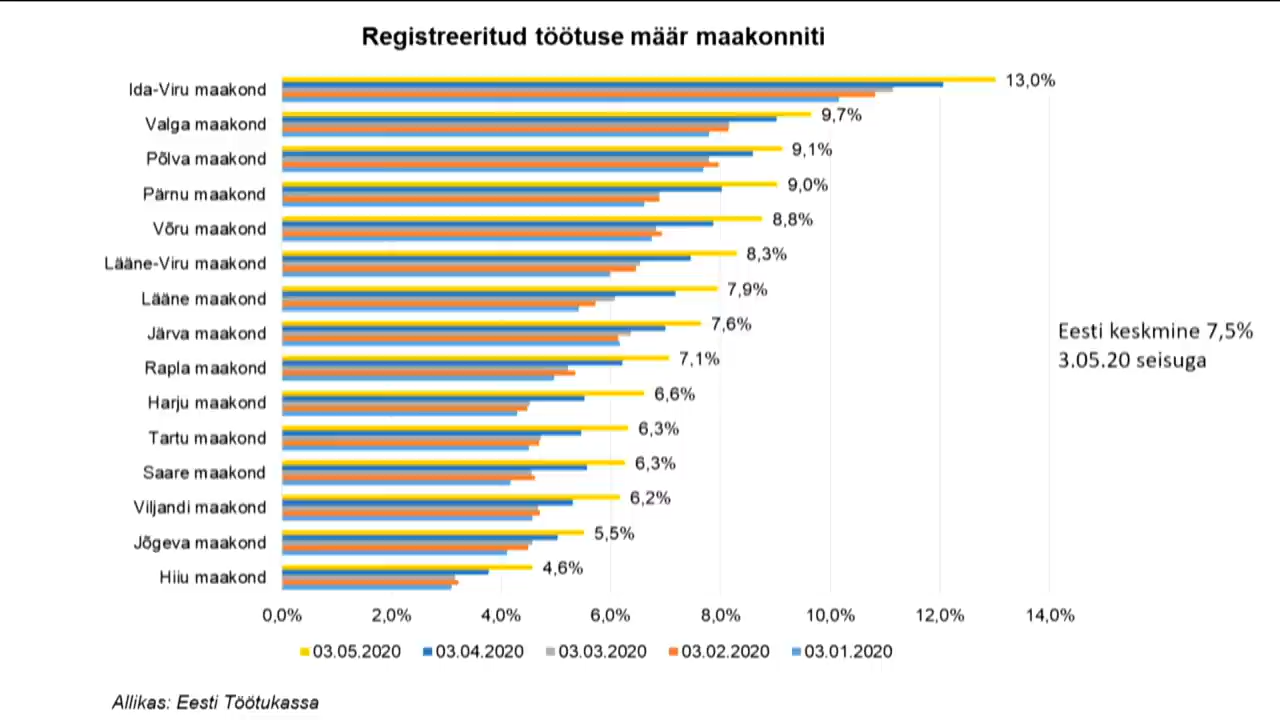 Registreeritud töötuse määr maakonniti
Ida-Viru maakond 13,0%
Valga maakond 9,7%
Põlva maakond 9,1%
Pärnu maakond 9,0%
Võru maakond 8,8%
Lääne-Viru maakond 8,3%
Lääne maakond 7,9%
Järva maakond 7,6%
Eesti keskmine 7,5%
3.05.20 seisuga
Rapla maakond 7,1%
Harju maakond 6,6%
Tartu maakond 6,3%
Saare maakond 6,3%
Viljandi maakond 6,2%
Jõgeva maakond 5,5%
Hiiu maakond 4,6%
0,0% 2,0% 4,0% 6,0% 8,0% 10,0% 12,0% 14,0%
03.05.2020 03.04.2020 03.03.2020 03.02.2020 03.01.2020
Allikas: Eesti Töötukassa